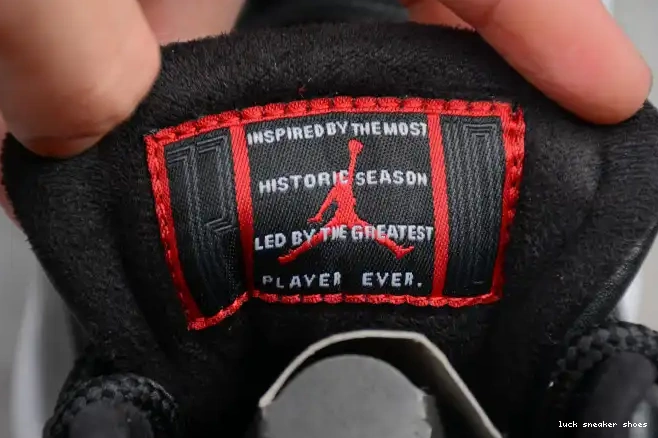 INSPIRED BY THE MOST
HISTORIC SEASON
LED BY THE GREATEST
PLAYER EVER.
luck sneaker shoes